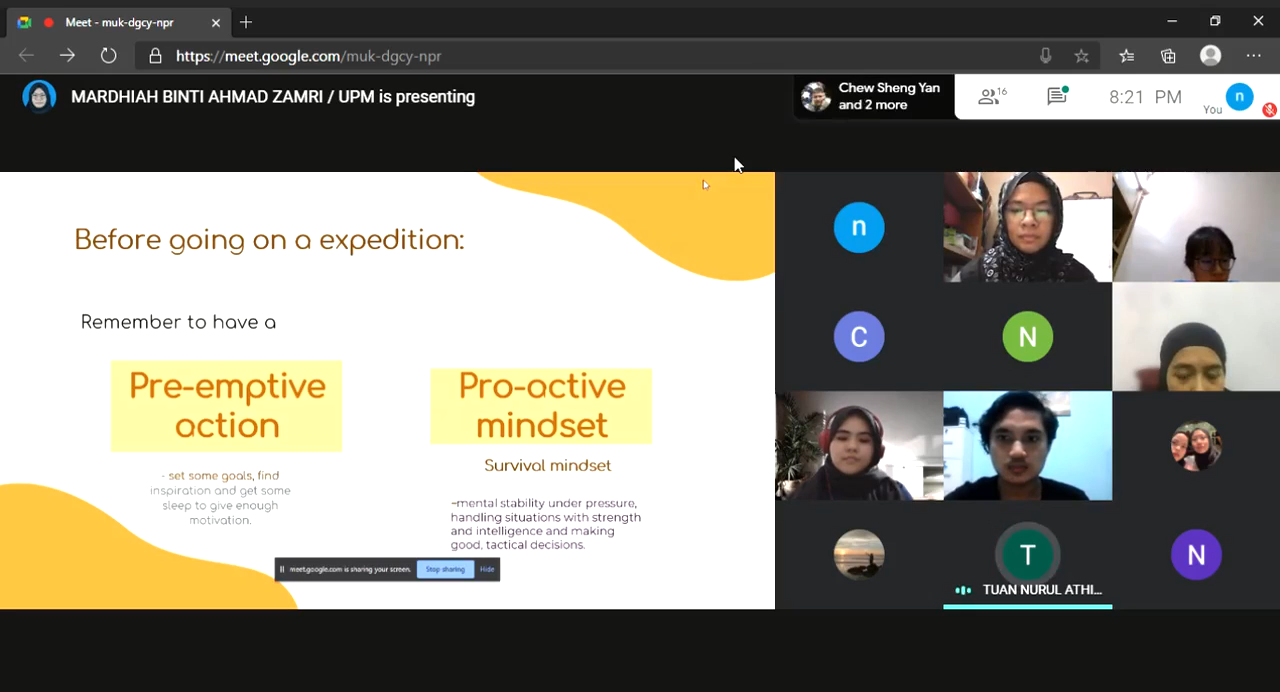 Meet - muk-dgcy-npr
https://meet.google.com/muk-dgcy-npr
MARDHIAH BINTI AHMAD ZAMRI / UPM is presenting
Chew Sheng Yan
and 2 more
16
8:21 PM
You
n
Before going on a expedition:
Remember to have a
Pre-emptive
action
- set some goals, find
inspiration and get some
sleep to give enough
motivation.
Pro-active
mindset
Survival mindset
-mental stability under pressure,
handling situations with strength
and intelligence and making
good, tactical decisions.
meet.google.com is sharing your screen.
Stop sharing
Hide
n
C
N
T
N
TUAN NURUL ATHI...